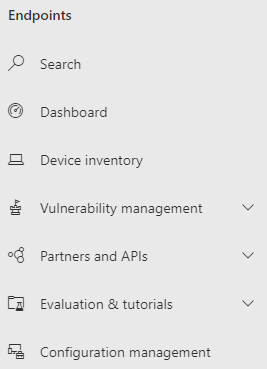 Endpoints
Search
Dashboard
Device inventory
Vulnerability management
Partners and APIs
Evaluation & tutorials
Configuration management